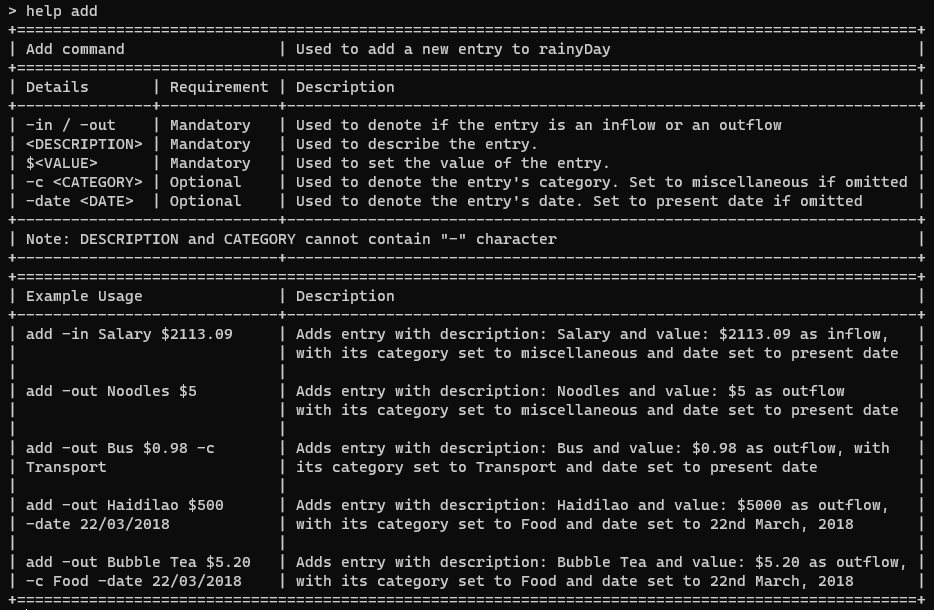 > help add
+====================================================================================================+
| Add command                 | Used to add a new entry to rainyDay                                  |
+====================================================================================================+
| Details       | Requirement | Description                                                          |
+---------------+-------------+----------------------------------------------------------------------+
| -in / -out    | Mandatory   | Used to denote if the entry is an inflow or an outflow               |
| <DESCRIPTION> | Mandatory   | Used to describe the entry.                                          |
| $<VALUE>      | Mandatory   | Used to set the value of the entry.                                  |
| -c <CATEGORY> | Optional    | Used to denote the entry's category. Set to miscellaneous if omitted |
| -date <DATE>  | Optional    | Used to denote the entry's date. Set to present date if omitted      |
+-----------------------------+----------------------------------------------------------------------+
| Note: DESCRIPTION and CATEGORY cannot contain "-" character                                        |
+-----------------------------+----------------------------------------------------------------------+
+====================================================================================================+
| Example Usage               | Description                                                          |
+-----------------------------+----------------------------------------------------------------------+
| add -in Salary $2113.09     | Adds entry with description: Salary and value: $2113.09 as inflow,   |
|                             | with its category set to miscellaneous and date set to present date  |
|                             |                                                                      |
| add -out Noodles $5         | Adds entry with description: Noodles and value: $5 as outflow        |
|                             | with its category set to miscellaneous and date set to present date  |
|                             |                                                                      |
| add -out Bus $0.98 -c       | Adds entry with description: Bus and value: $0.98 as outflow, with   |
| Transport                   | its category set to Transport and date set to present date           |
|                             |                                                                      |
| add -out Haidilao $500      | Adds entry with description: Haidilao and value: $5000 as outflow,   |
| -date 22/03/2018            | with its category set to Food and date set to 22nd March, 2018       |
|                             |                                                                      |
| add -out Bubble Tea $5.20   | Adds entry with description: Bubble Tea and value: $5.20 as outflow, |
| -c Food -date 22/03/2018    | with its category set to Food and date set to 22nd March, 2018       |
+====================================================================================================+